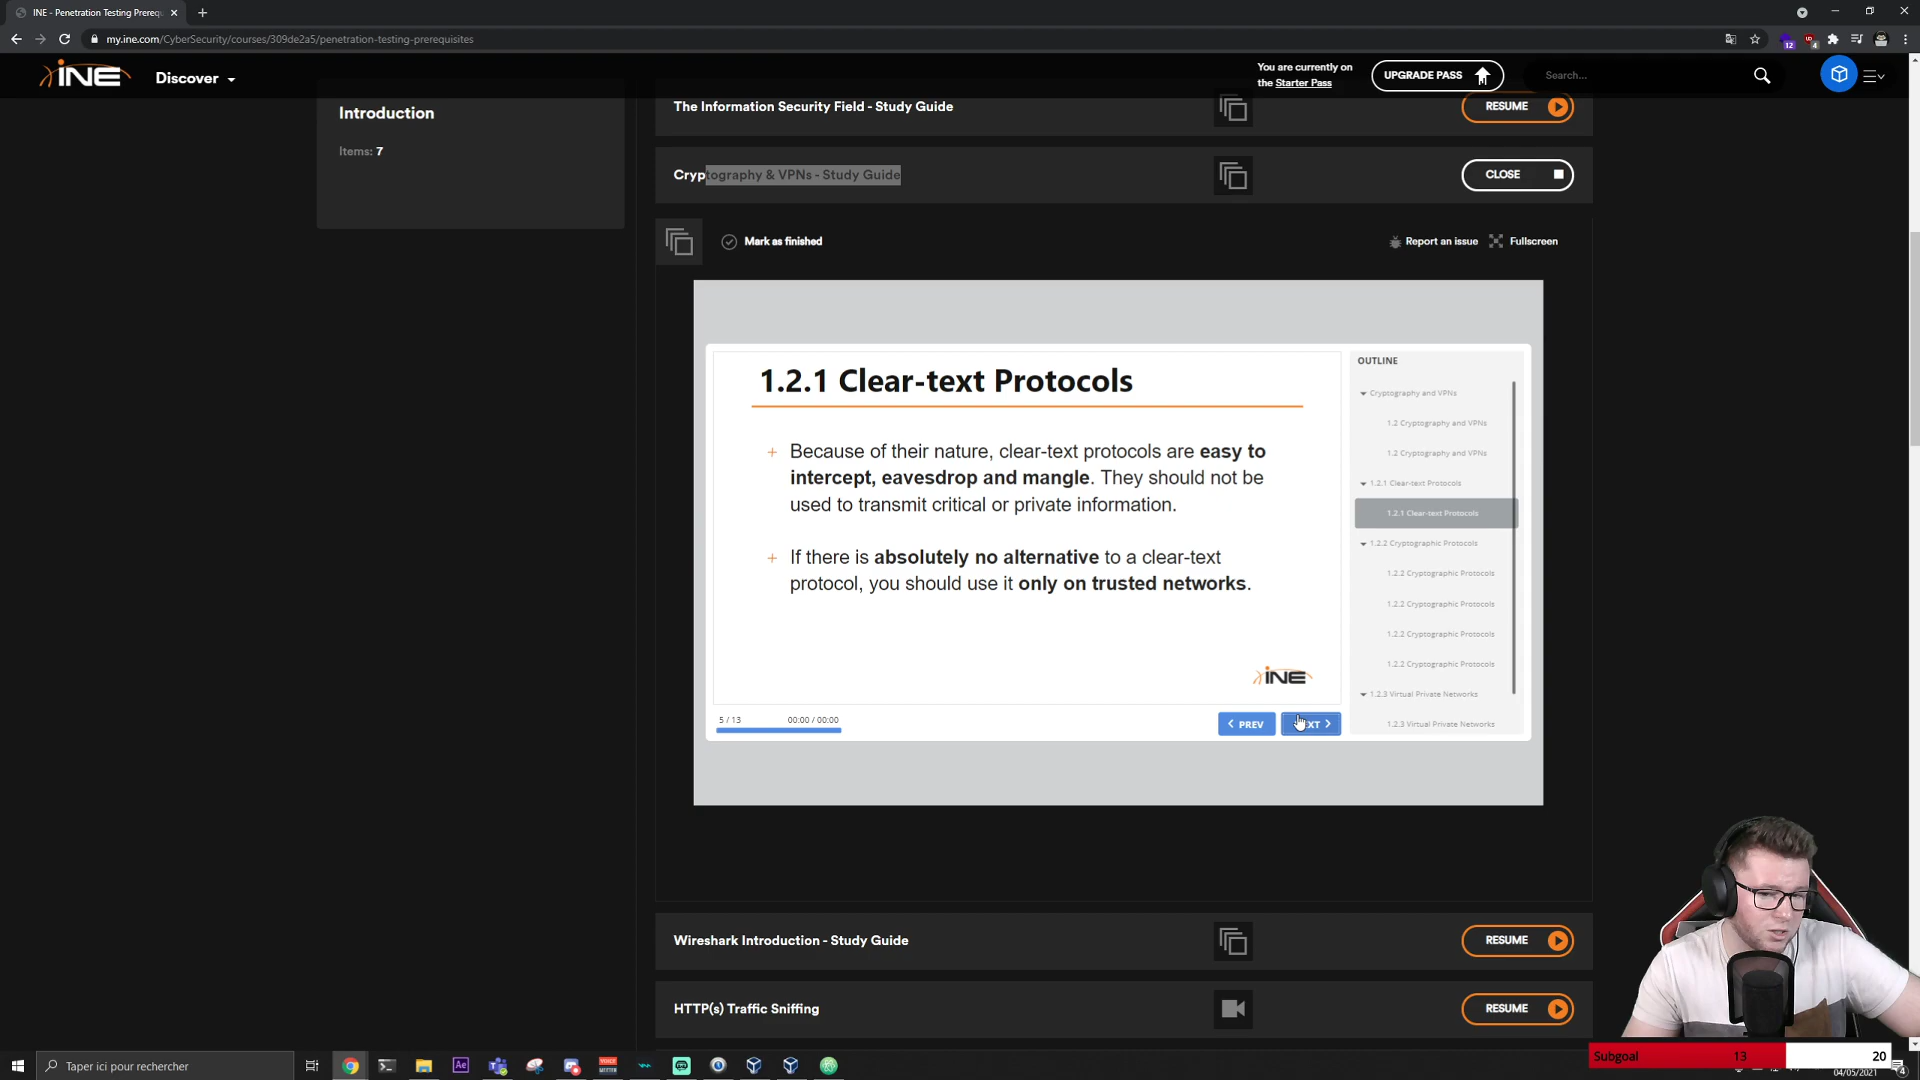 INE - Penetration Testing Prerequ
my.ine.com/CyberSecurity/courses/309de2a5/penetration-testing-prerequisites
12
4
INE
Discover
You are currently on
the Starter Pass
UPGRADE PASS
Search...
Introduction
Items: 7
The Information Security Field - Study Guide
RESUME
Cryptography & VPNs - Study Guide
CLOSE
Mark as finished
Report an issue
Fullscreen
1.2.1 Clear-text Protocols
Because of their nature, clear-text protocols are easy to
intercept, eavesdrop and mangle. They should not be
used to transmit critical or private information.
If there is absolutely no alternative to a clear-text
protocol, you should use it only on trusted networks.
INE
5 / 13
00:00 / 00:00
PREV
OUTLINE
Cryptography and VPNs
1.2 Cryptography and VPNs
1.2 Cryptography and VPNs
1.2.1 Clear-text Protocols
1.2.1 Clear-text Protocols
1.2.2 Cryptographic Protocols
1.2.2 Cryptographic Protocols
1.2.2 Cryptographic Protocols
1.2.2 Cryptographic Protocols
1.2.2 Cryptographic Protocols
1.2.3 Virtual Private Networks
1.2.3 Virtual Private Networks
Wireshark Introduction - Study Guide
RESUME
HTTP(s) Traffic Sniffing
RESUME
Subgoal 13 20
Taper ici pour rechercher
Ae
04/05/2021
4